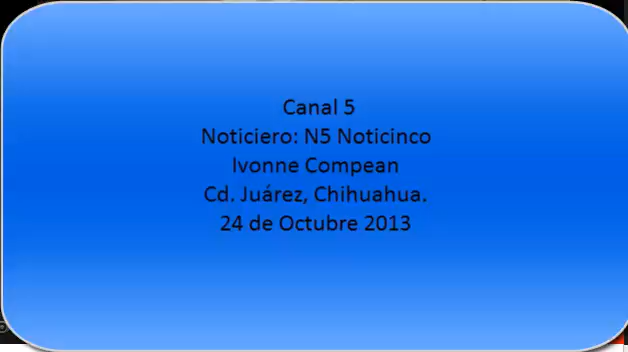 Canal 5
Noticiero: N5 Noticinco
Ivonne Compean
Cd. Juárez, Chihuahua.
24 de Octubre 2013